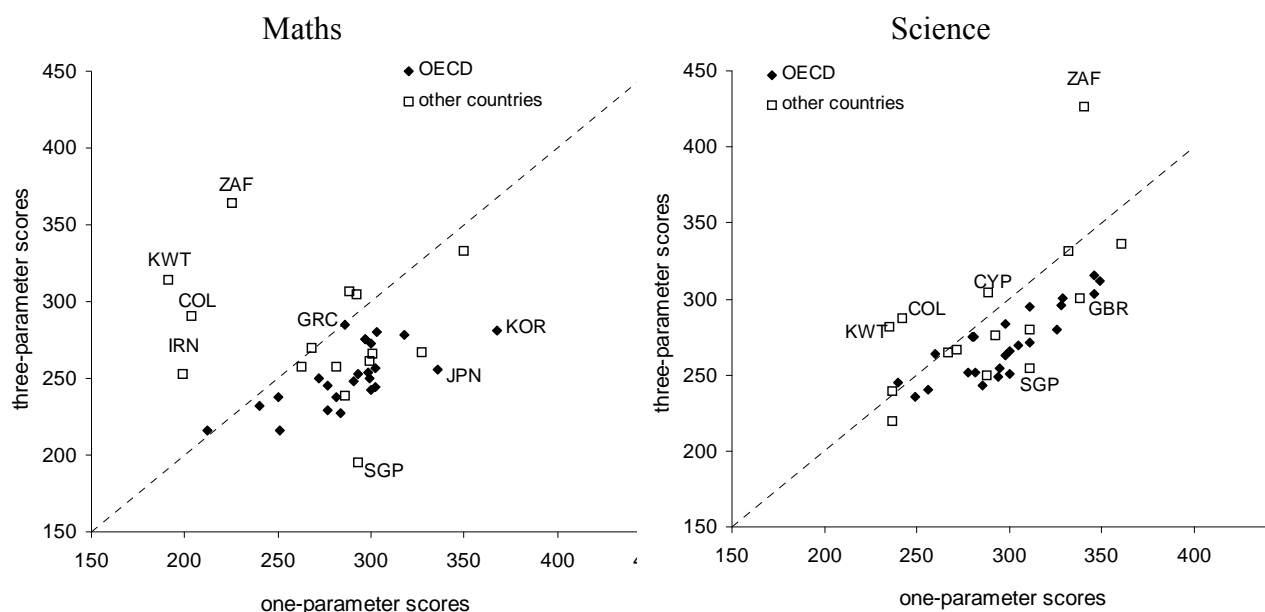 Maths
OECD
other countries
450
400
350
300
250
200
150
three-parameter scores
ZAF
KWT
COL
IRN
GRC
KOR
JPN
SGP
150
200
250
300
350
400
one-parameter scores
Science
OECD
other countries
450
400
350
300
250
200
150
three-parameter scores
ZAF
CYP
COL
KWT
GBR
SGP
150
200
250
300
350
400
one-parameter scores